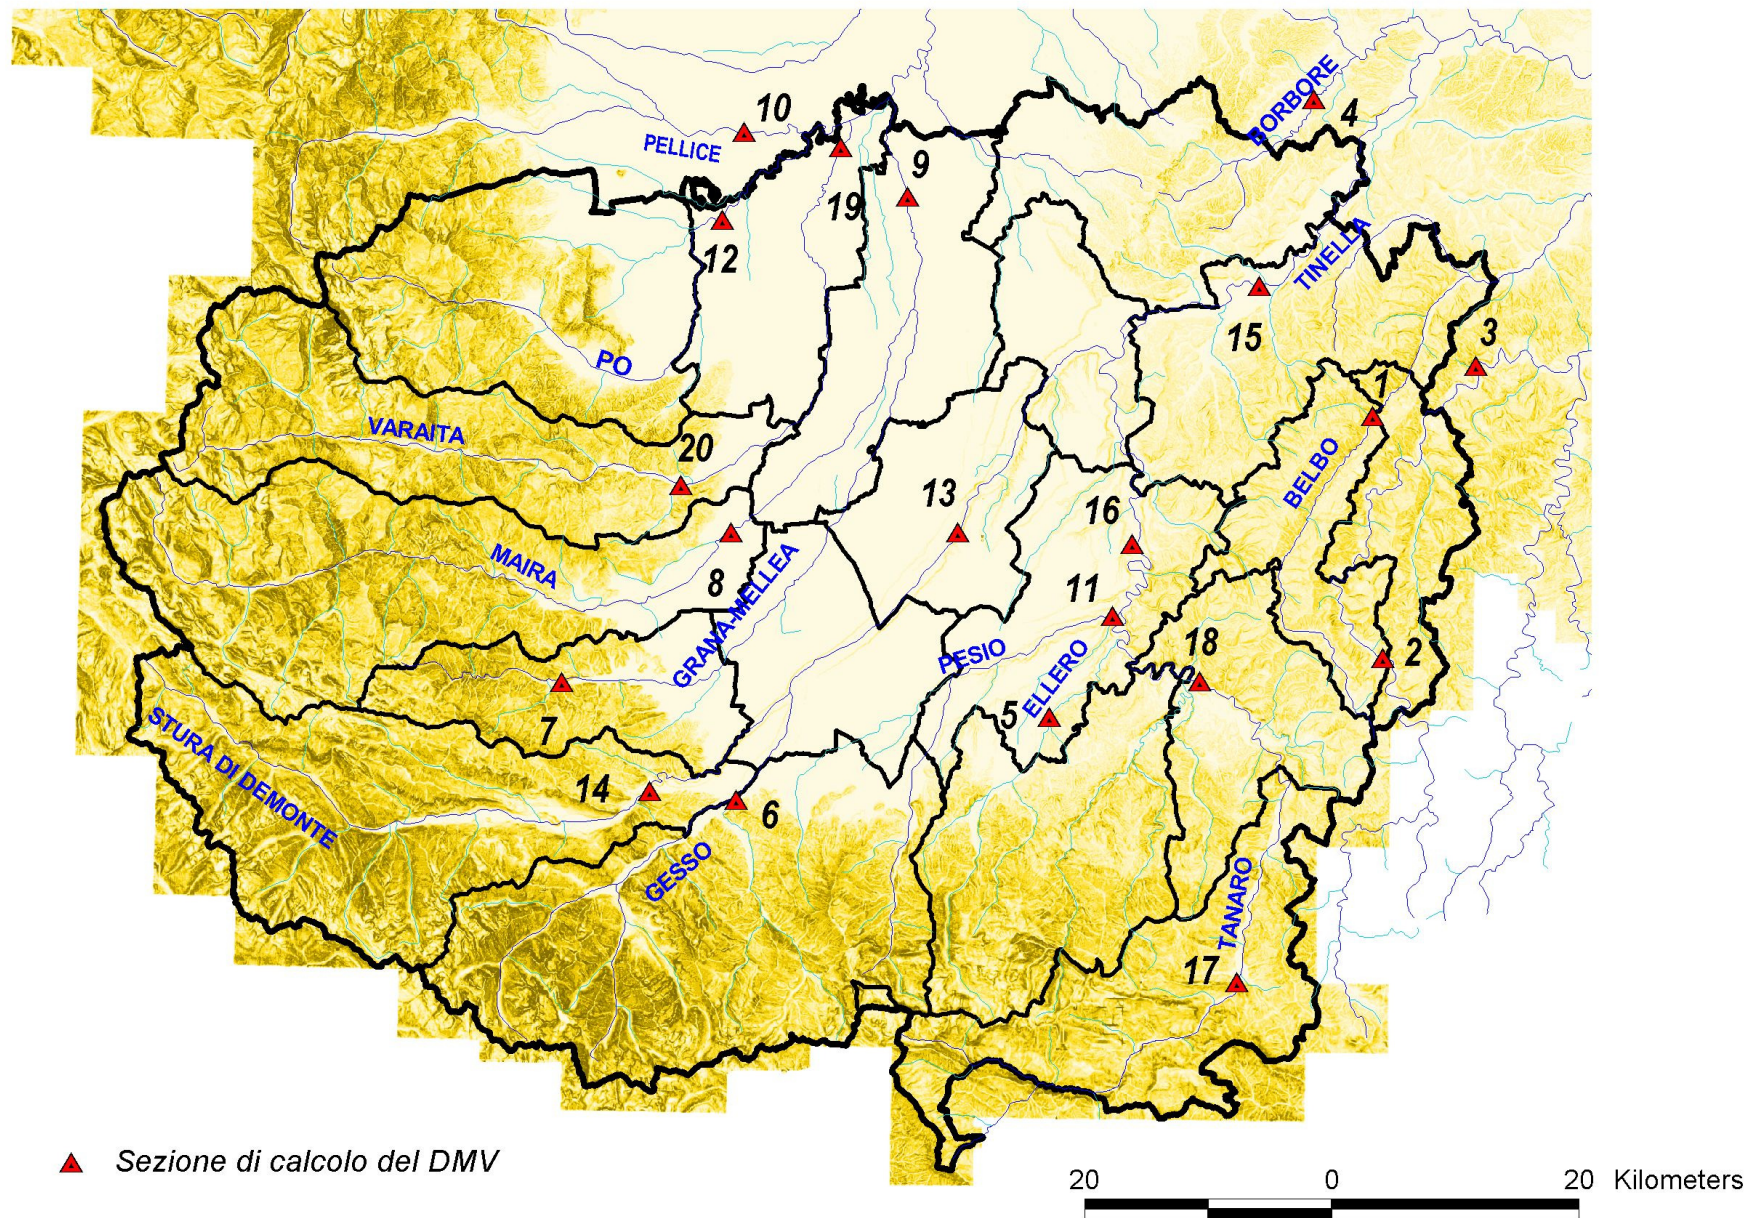 BORBORE
10
4
PELLICE
9
19
12
TINELLA
15
3
PO
1
VARAITA
20
BELBO
13
16
MAIRA
8
GRANA-MELLEA
11
PESIO
ELLERO
18
2
7
5
STURA DI DEMONTE
14
6
GESSO
TANARO
17
Sezione di calcolo del DMV
20 0 20 Kilometers